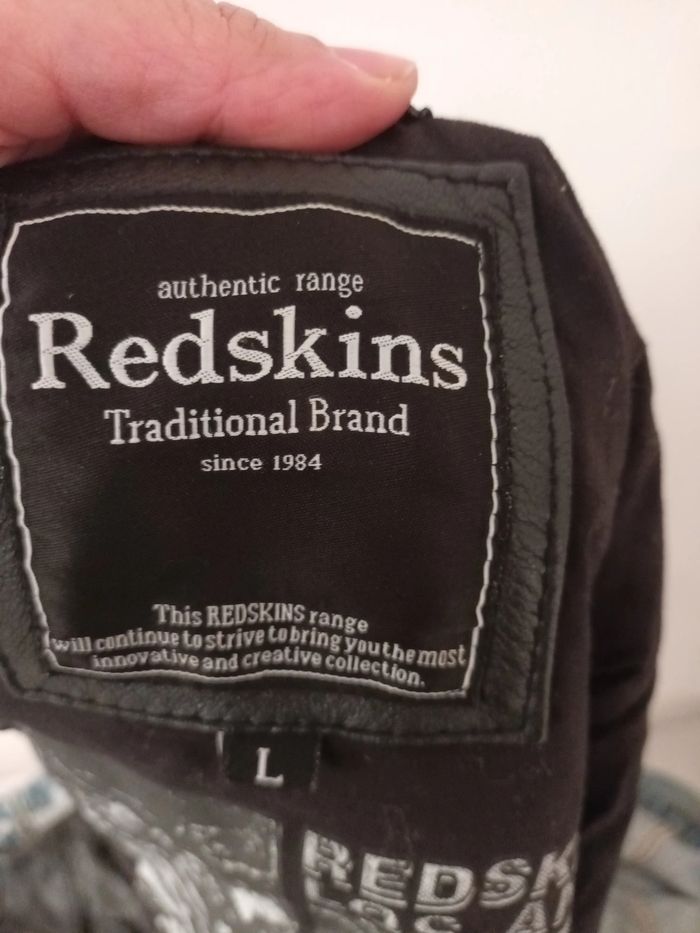 authentic range
Redskins
Traditional Brand
since 1984
This REDSKINS range
will continue to strive to bring you the most
innovative and creative collection.
L
REDSK